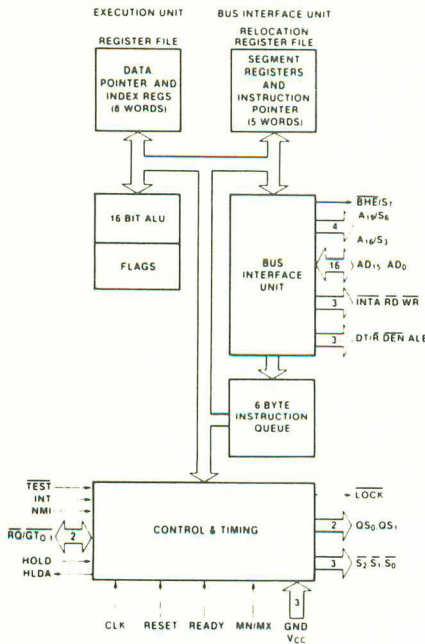 EXECUTION UNIT
BUS INTERFACE UNIT
REGISTER FILE
RELOCATION
REGISTER FILE
DATA
POINTER AND
INDEX REGS
(8 WORDS)
SEGMENT
REGISTERS
AND
INSTRUCTION
POINTER
(5 WORDS)
16 BIT ALU
FLAGS
BUS
INTERFACE
UNIT
BHE/S7
A19/S6
4
A16/S3
16
AD15 AD0
3
INTA RD WR
3
DT/R DEN ALE
6 BYTE
INSTRUCTION
QUEUE
TEST
INT
NMI
RQ/GT0 1
2
HOLD
HLDA
CONTROL & TIMING
LOCK
2
QS0,QS1
3
S2,S1,S0
3
CLK
RESET
READY
MN/MX
GND
VCC